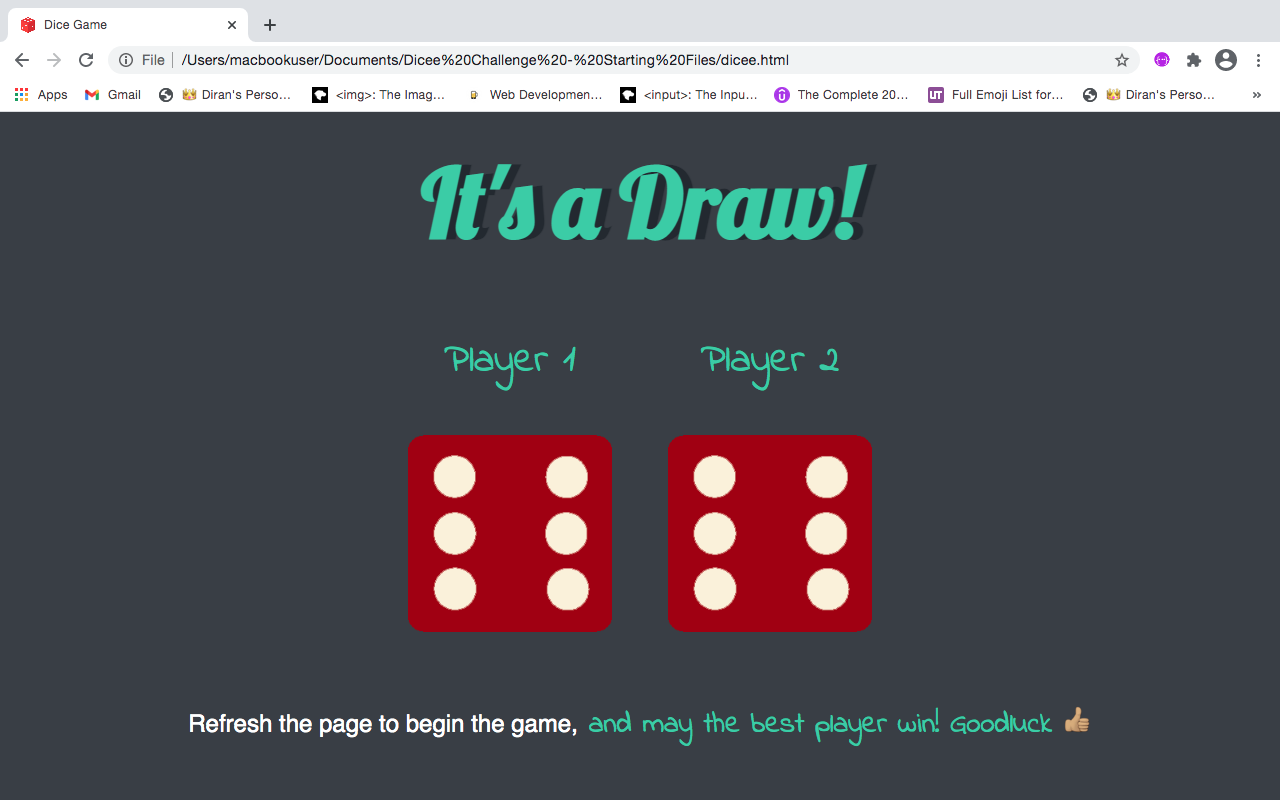 Dice Game
File | /Users/macbookuser/Documents/Dicee%20Challenge%20-%20Starting%20Files/dicee.html
Apps Gmail 👑 Diran's Perso... <img>: The Imag... Web Developmen... <input>: The Inpu... The Complete 20... UT Full Emoji List for... 👑 Diran's Perso... »
It's a Draw!
Player 1 Player 2
Refresh the page to begin the game, and may the best player win! Goodluck 👍🏽